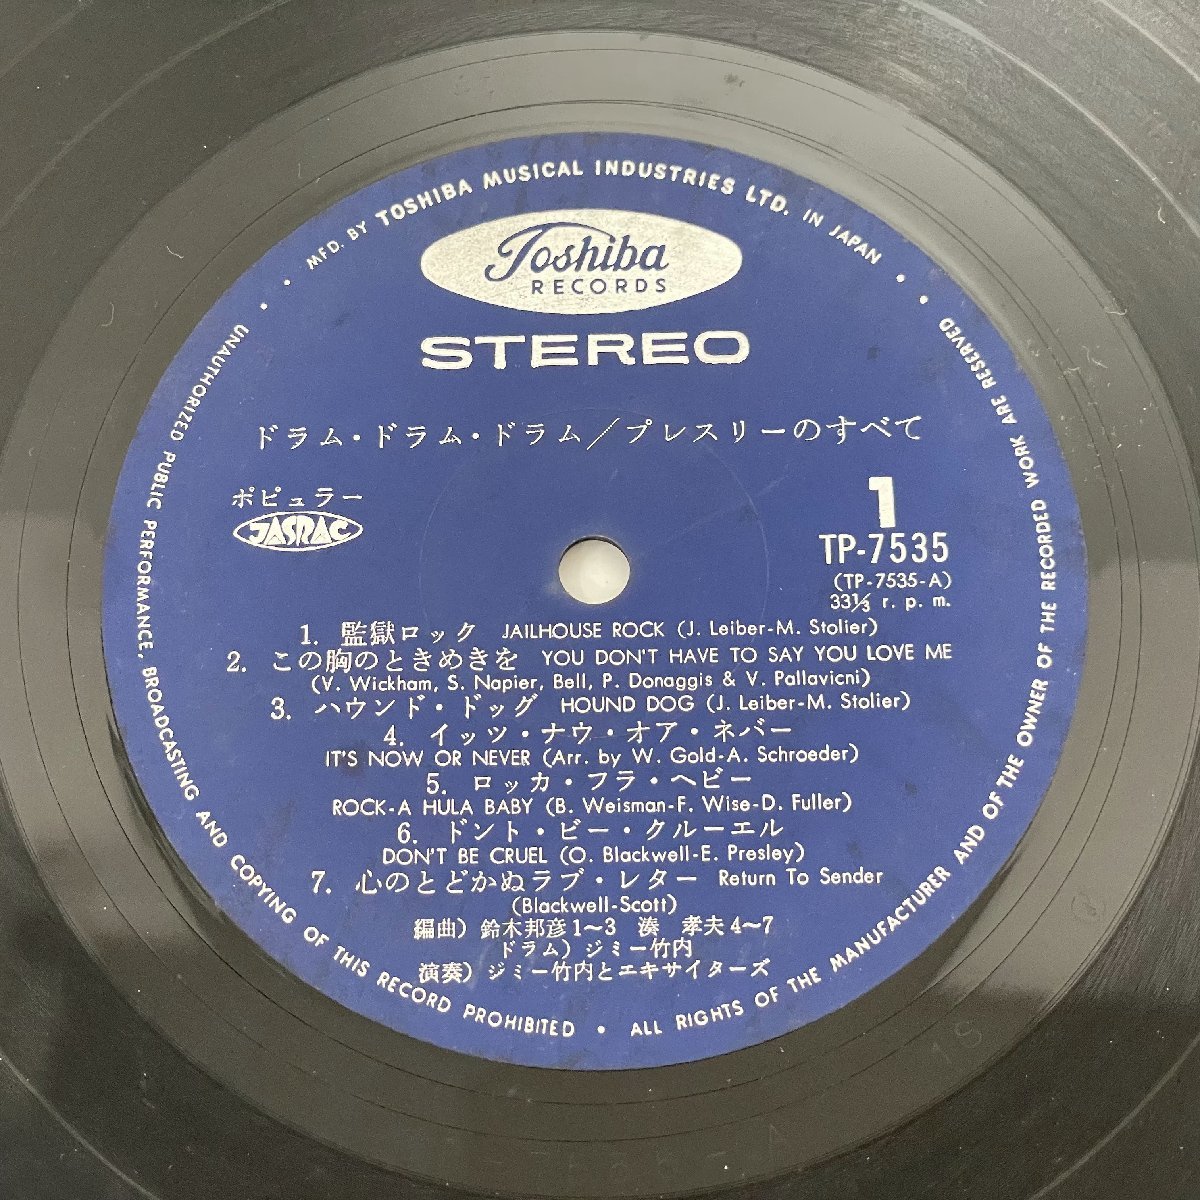 MFD. BY TOSHIBA MUSICAL INDUSTRIES LTD. IN JAPAN
Toshiba
RECORDS
STEREO
ドラム・ドラム・ドラム／プレスリーのすべて
ポピュラー
JASRAC
1
TP-7535
(TP-7535-A)
33⅓ r. p. m.
1. 監獄ロック JAILHOUSE ROCK (J. Leiber-M. Stolier)
2. この胸のときめきを YOU DON'T HAVE TO SAY YOU LOVE ME
(V. Wickham, S. Napier, Bell, P. Donaggis & V. Pallavicni)
3. ハウンド・ドッグ HOUND DOG (J. Leiber-M. Stolier)
4. イッツ・ナウ・オア・ネバー
IT'S NOW OR NEVER (Arr. by W. Gold-A. Schroeder)
5. ロッカ・フラ・ヘビー
ROCK-A HULA BABY (B. Weisman-F. Wise-D. Fuller)
6. ドント・ビー・クルーエル
DON'T BE CRUEL (O. Blackwell-E. Presley)
7. 心のとどかぬラブ・レター Return To Sender
(Blackwell-Scott)
編曲) 鈴木邦彦1〜3 湊 孝夫4〜7
ドラム) ジミー竹内
演奏) ジミー竹内とエキサイターズ
UNAUTHORIZED PUBLIC PERFORMANCE, BROADCASTING AND COPYING OF THIS RECORD PROHIBITED • ALL RIGHTS OF THE MANUFACTURER AND OF THE OWNER OF THE RECORDED WORK ARE RESERVED